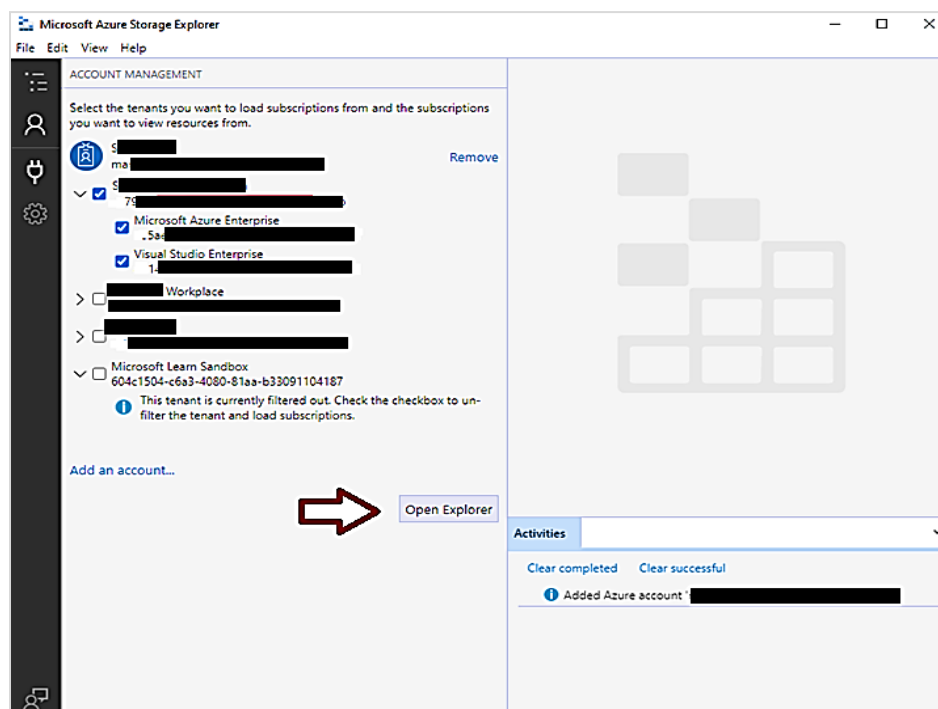 Microsoft Azure Storage Explorer
File Edit View Help
ACCOUNT MANAGEMENT
Select the tenants you want to load subscriptions from and the subscriptions
you want to view resources from.
Remove
Microsoft Azure Enterprise
Visual Studio Enterprise
Workplace
Microsoft Learn Sandbox
604c1504-c6a3-4080-81aa-b33091104187
This tenant is currently filtered out. Check the checkbox to un-
filter the tenant and load subscriptions.
Add an account...
Open Explorer
Activities
Clear completed Clear successful
Added Azure account '